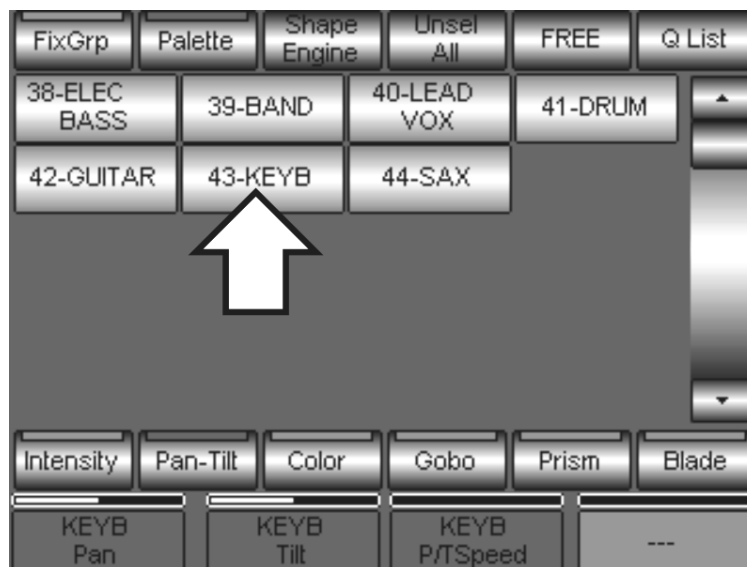 FixGrp Palette Shape Engine Unsel All FREE Q List
38-ELEC BASS 39-BAND 40-LEAD VOX 41-DRUM
42-GUITAR 43-KEYB 44-SAX
Intensity Pan-Tilt Color Gobo Prism Blade
KEYB Pan KEYB Tilt KEYB P/TSpeed ---